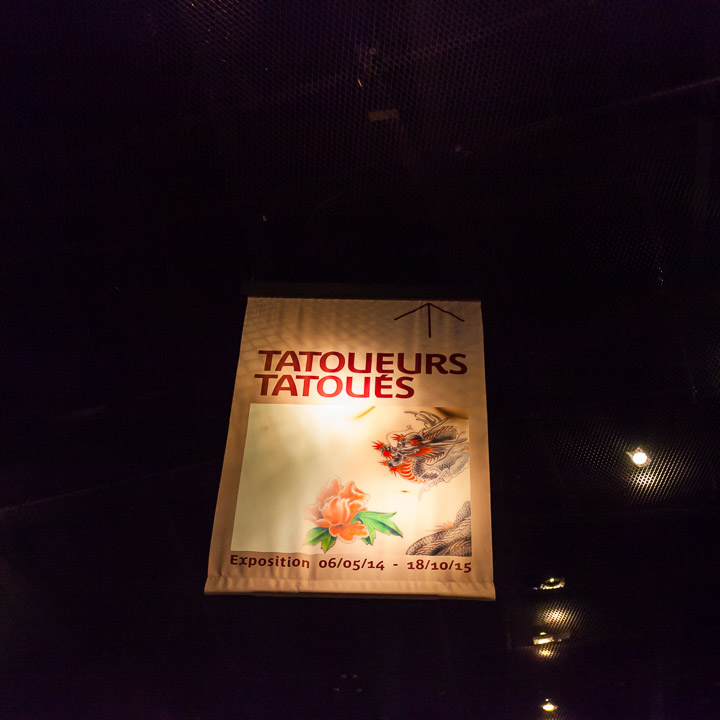 TATOUEURS
TATOUÉS
Exposition 06/05/14 - 18/10/15